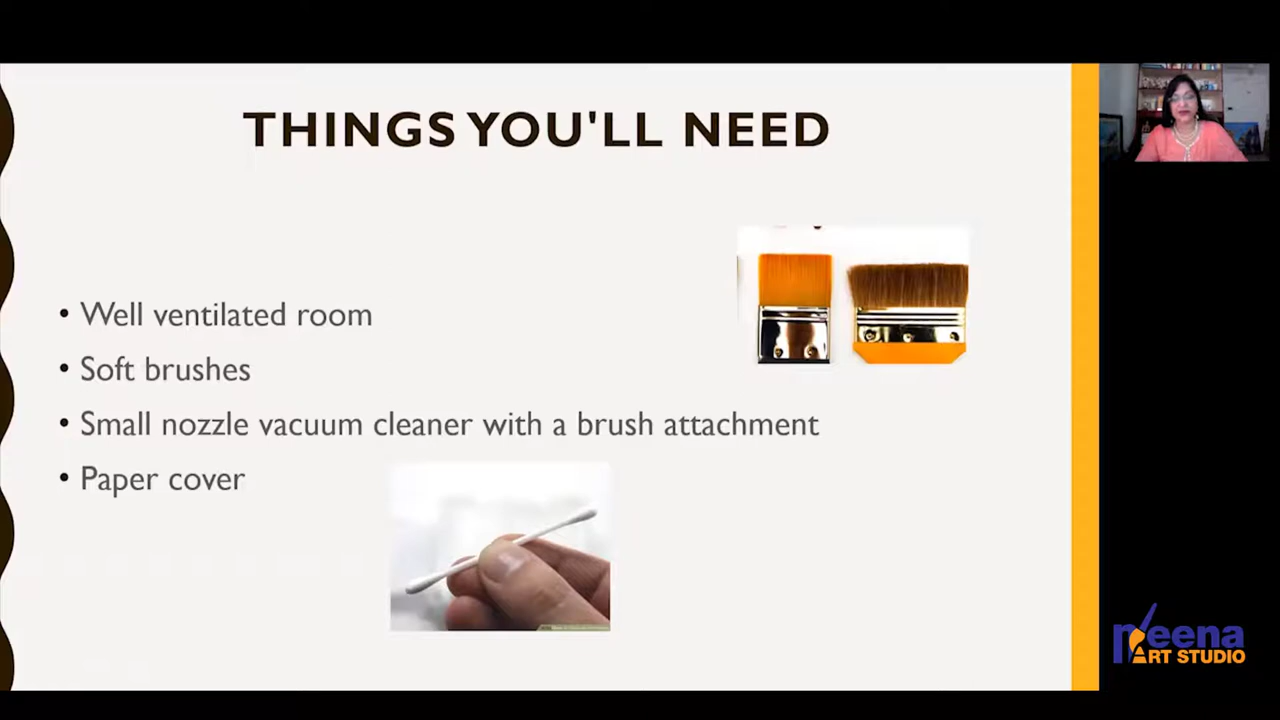 THINGS YOU'LL NEED
• Well ventilated room
• Soft brushes
• Small nozzle vacuum cleaner with a brush attachment
• Paper cover
Neena
ART STUDIO